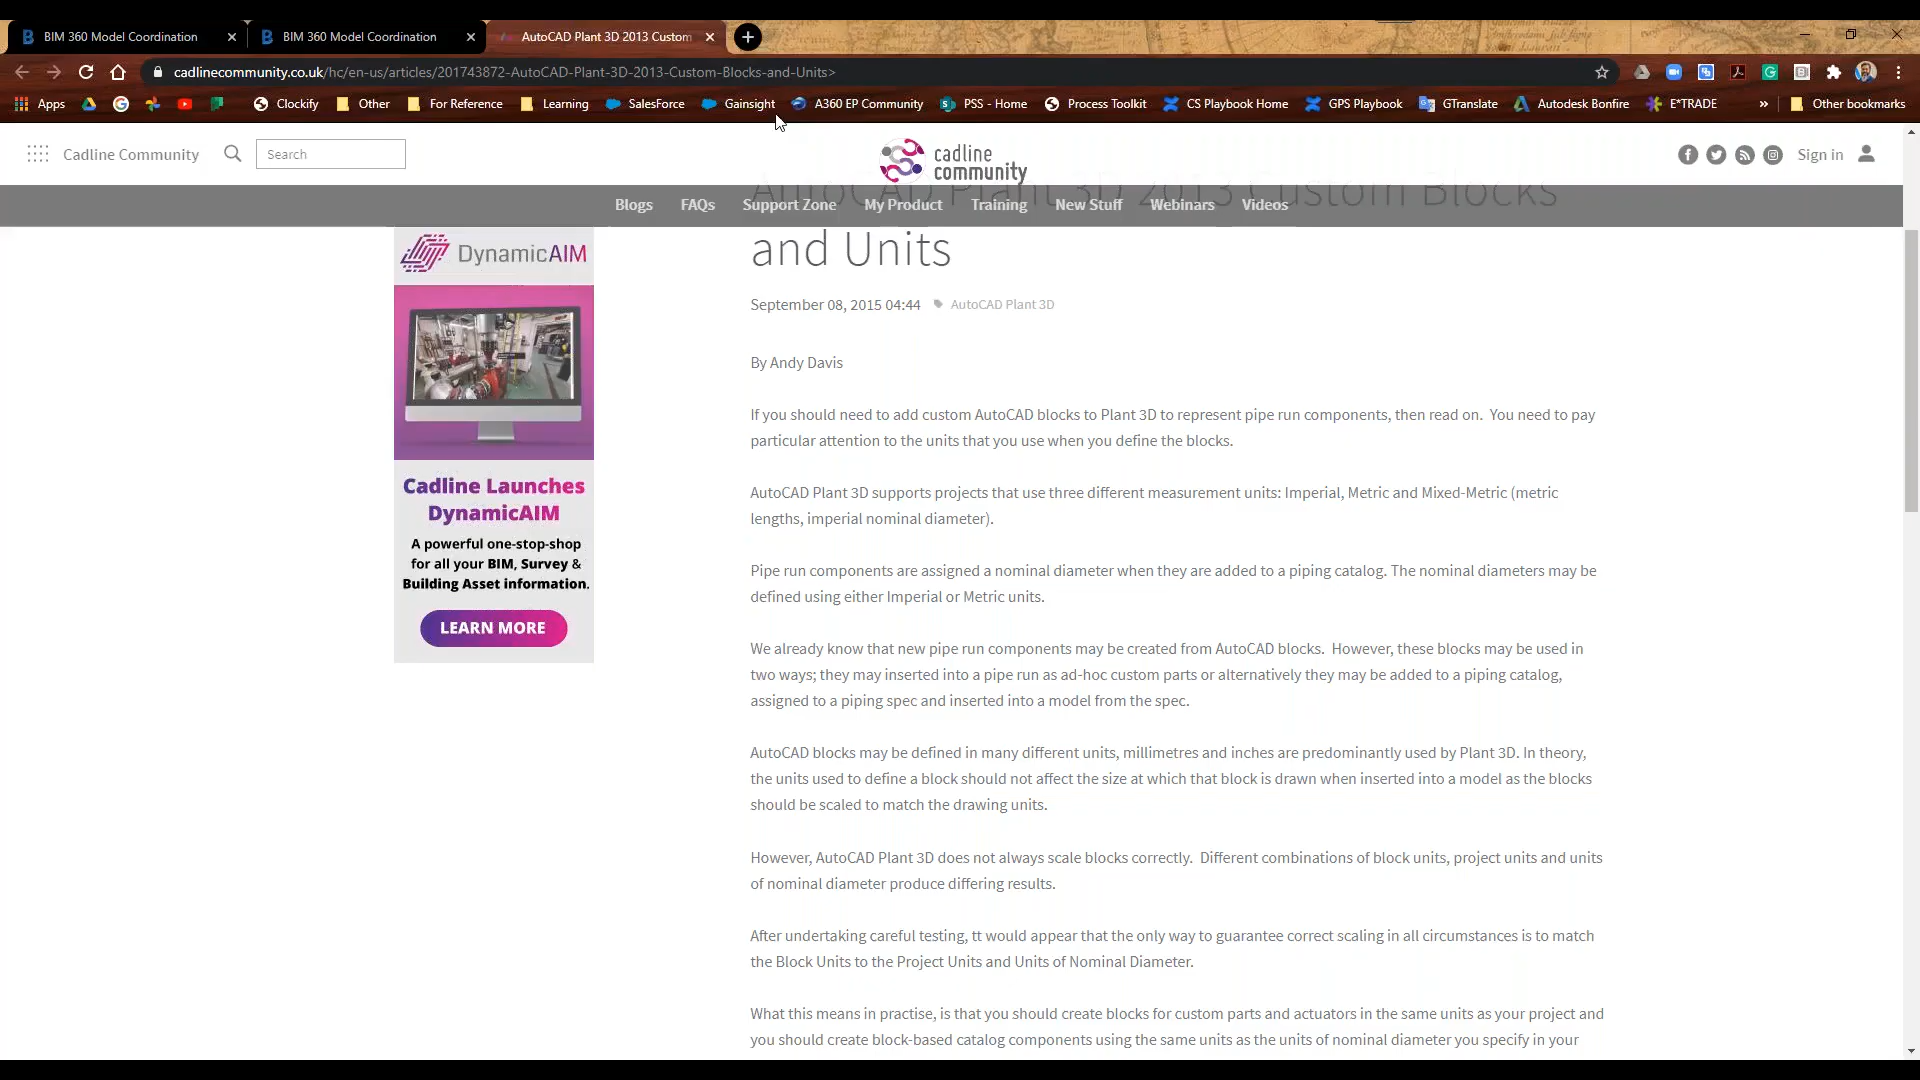 BIM 360 Model Coordination
BIM 360 Model Coordination
AutoCAD Plant 3D 2013 Custom
cadlinecommunity.co.uk/hc/en-us/articles/201743872-AutoCAD-Plant-3D-2013-Custom-Blocks-and-Units>
Apps Clockify Other For Reference Learning SalesForce Gainsight A360 EP Community PSS - Home Process Toolkit CS Playbook Home GPS Playbook GTranslate Autodesk Bonfire E*TRADE » Other bookmarks
Cadline Community Search cadline community Sign in
AutoCAD Plant 3D 2013 Custom Blocks
Blogs FAQs Support Zone My Product Training New Stuff Webinars Videos
and Units
DynamicAIM
Cadline Launches
DynamicAIM
A powerful one-stop-shop
for all your BIM, Survey &
Building Asset information.
LEARN MORE
September 08, 2015 04:44 AutoCAD Plant 3D
By Andy Davis
If you should need to add custom AutoCAD blocks to Plant 3D to represent pipe run components, then read on. You need to pay
particular attention to the units that you use when you define the blocks.
AutoCAD Plant 3D supports projects that use three different measurement units: Imperial, Metric and Mixed-Metric (metric
lengths, imperial nominal diameter).
Pipe run components are assigned a nominal diameter when they are added to a piping catalog. The nominal diameters may be
defined using either Imperial or Metric units.
We already know that new pipe run components may be created from AutoCAD blocks. However, these blocks may be used in
two ways; they may inserted into a pipe run as ad-hoc custom parts or alternatively they may be added to a piping catalog,
assigned to a piping spec and inserted into a model from the spec.
AutoCAD blocks may be defined in many different units, millimetres and inches are predominantly used by Plant 3D. In theory,
the units used to define a block should not affect the size at which that block is drawn when inserted into a model as the blocks
should be scaled to match the drawing units.
However, AutoCAD Plant 3D does not always scale blocks correctly. Different combinations of block units, project units and units
of nominal diameter produce differing results.
After undertaking careful testing, tt would appear that the only way to guarantee correct scaling in all circumstances is to match
the Block Units to the Project Units and Units of Nominal Diameter.
What this means in practise, is that you should create blocks for custom parts and actuators in the same units as your project and
you should create block-based catalog components using the same units as the units of nominal diameter you specify in your